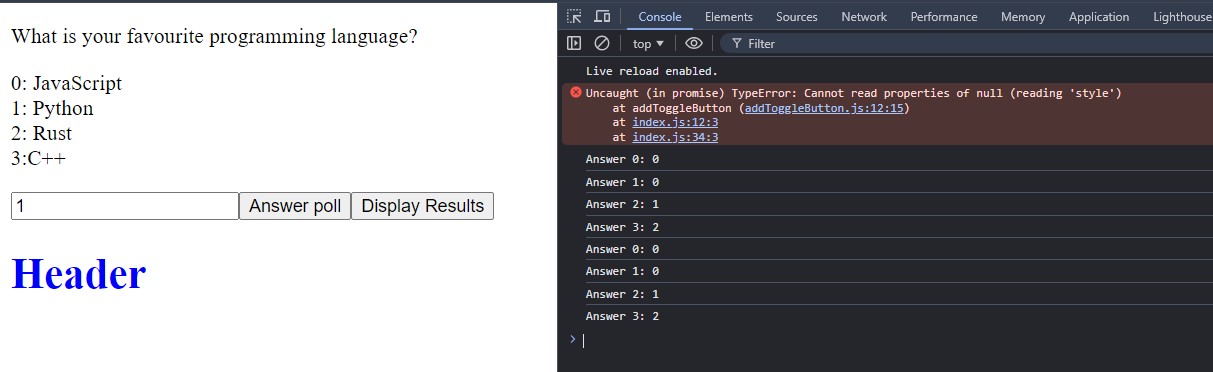 What is your favourite programming language?
0: JavaScript
1: Python
2: Rust
3:C++
1 Answer poll Display Results
Header
Console Elements Sources Network Performance Memory Application Lighthouse
top ▼ Filter
Live reload enabled.
Uncaught (in promise) TypeError: Cannot read properties of null (reading 'style')
at addToggleButton (addToggleButton.js:12:15)
at index.js:12:3
at index.js:34:3
Answer 0: 0
Answer 1: 0
Answer 2: 1
Answer 3: 2
Answer 0: 0
Answer 1: 0
Answer 2: 1
Answer 3: 2
>